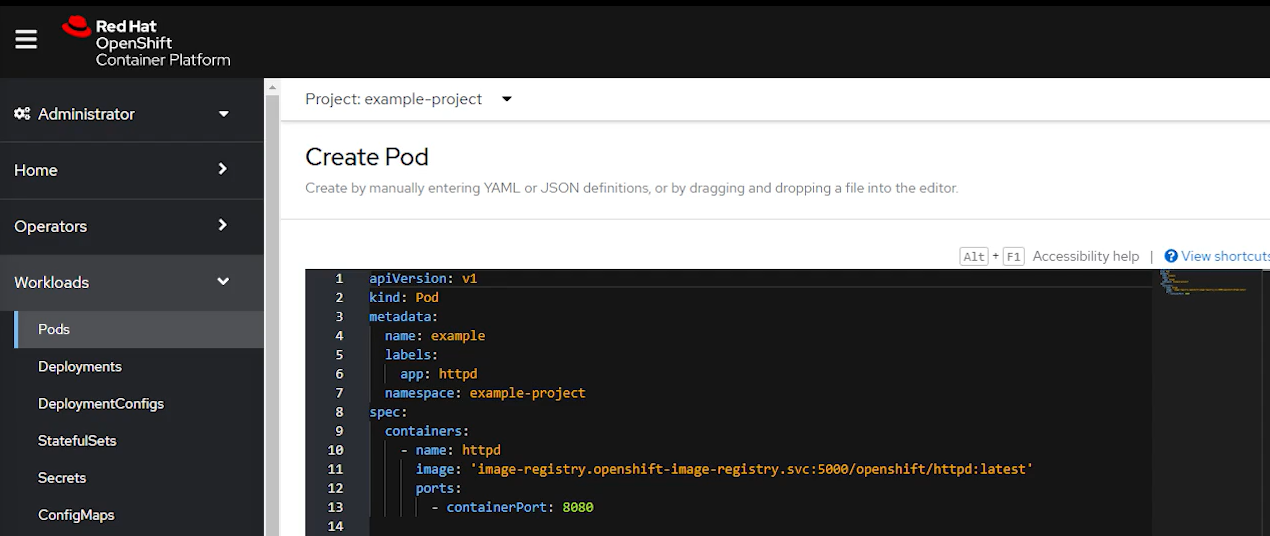 Red Hat
OpenShift
Container Platform
Administrator
Home
Operators
Workloads
Pods
Deployments
DeploymentConfigs
StatefulSets
Secrets
ConfigMaps
Project: example-project
Create Pod
Create by manually entering YAML or JSON definitions, or by dragging and dropping a file into the editor.
Alt + F1 Accessibility help | View shortcuts
1 apiVersion: v1
2 kind: Pod
3 metadata:
4   name: example
5   labels:
6     app: httpd
7   namespace: example-project
8 spec:
9   containers:
10     - name: httpd
11       image: 'image-registry.openshift-image-registry.svc:5000/openshift/httpd:latest'
12       ports:
13         - containerPort: 8080
14